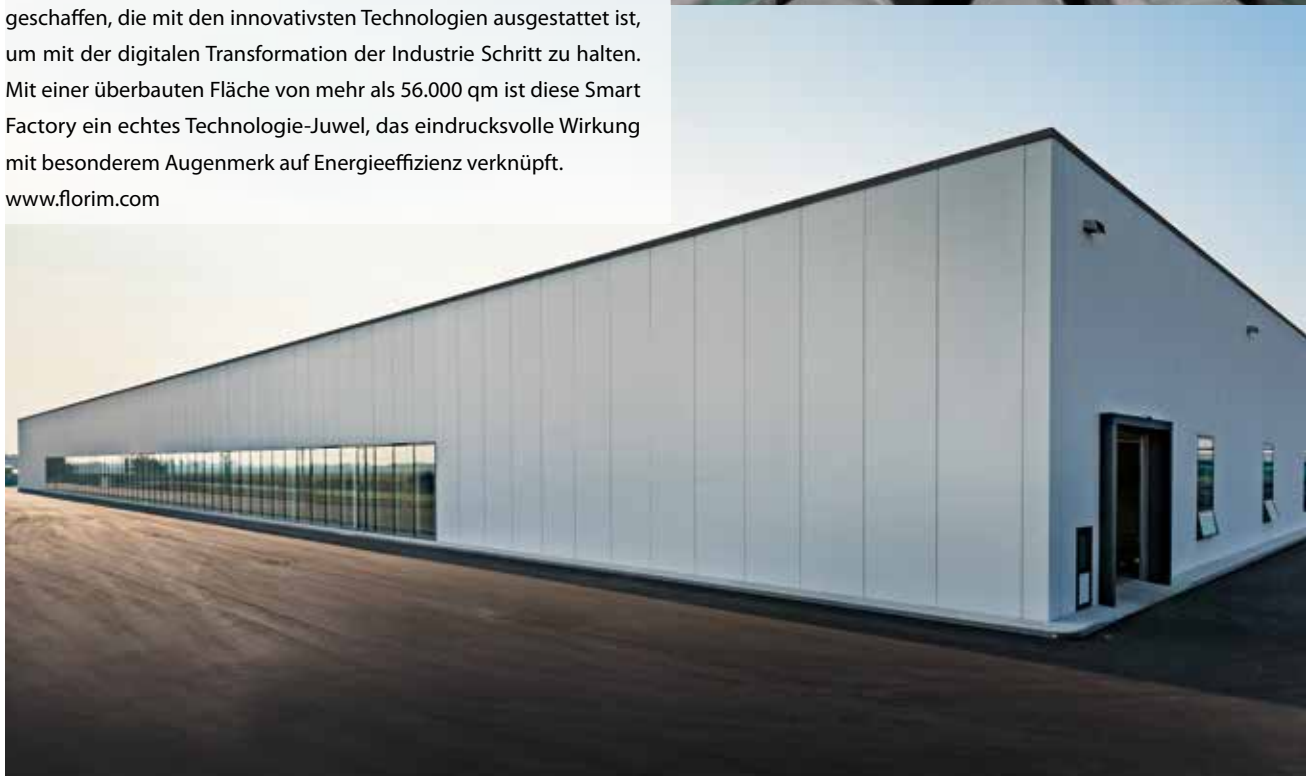 geschaffen, die mit den innovativsten Technologien ausgestattet ist,
um mit der digitalen Transformation der Industrie Schritt zu halten.
Mit einer überbauten Fläche von mehr als 56.000 qm ist diese Smart
Factory ein echtes Technologie-Juwel, das eindrucksvolle Wirkung
mit besonderem Augenmerk auf Energieeffizienz verknüpft.
www.florim.com